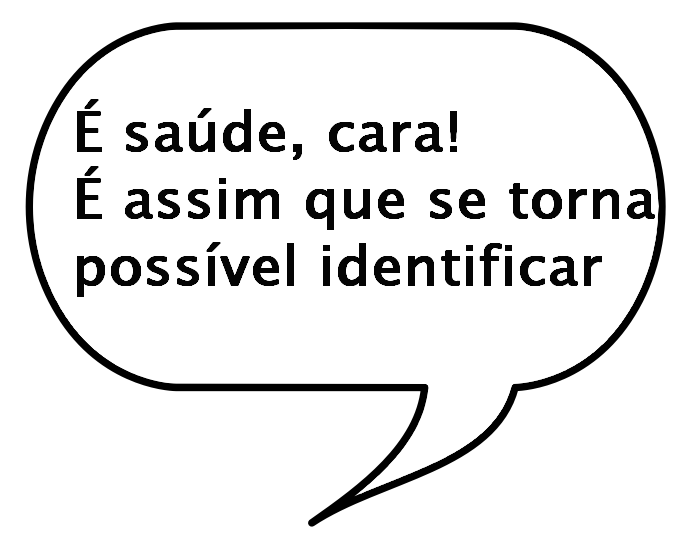 É saúde, cara!
É assim que se torna
possível identificar